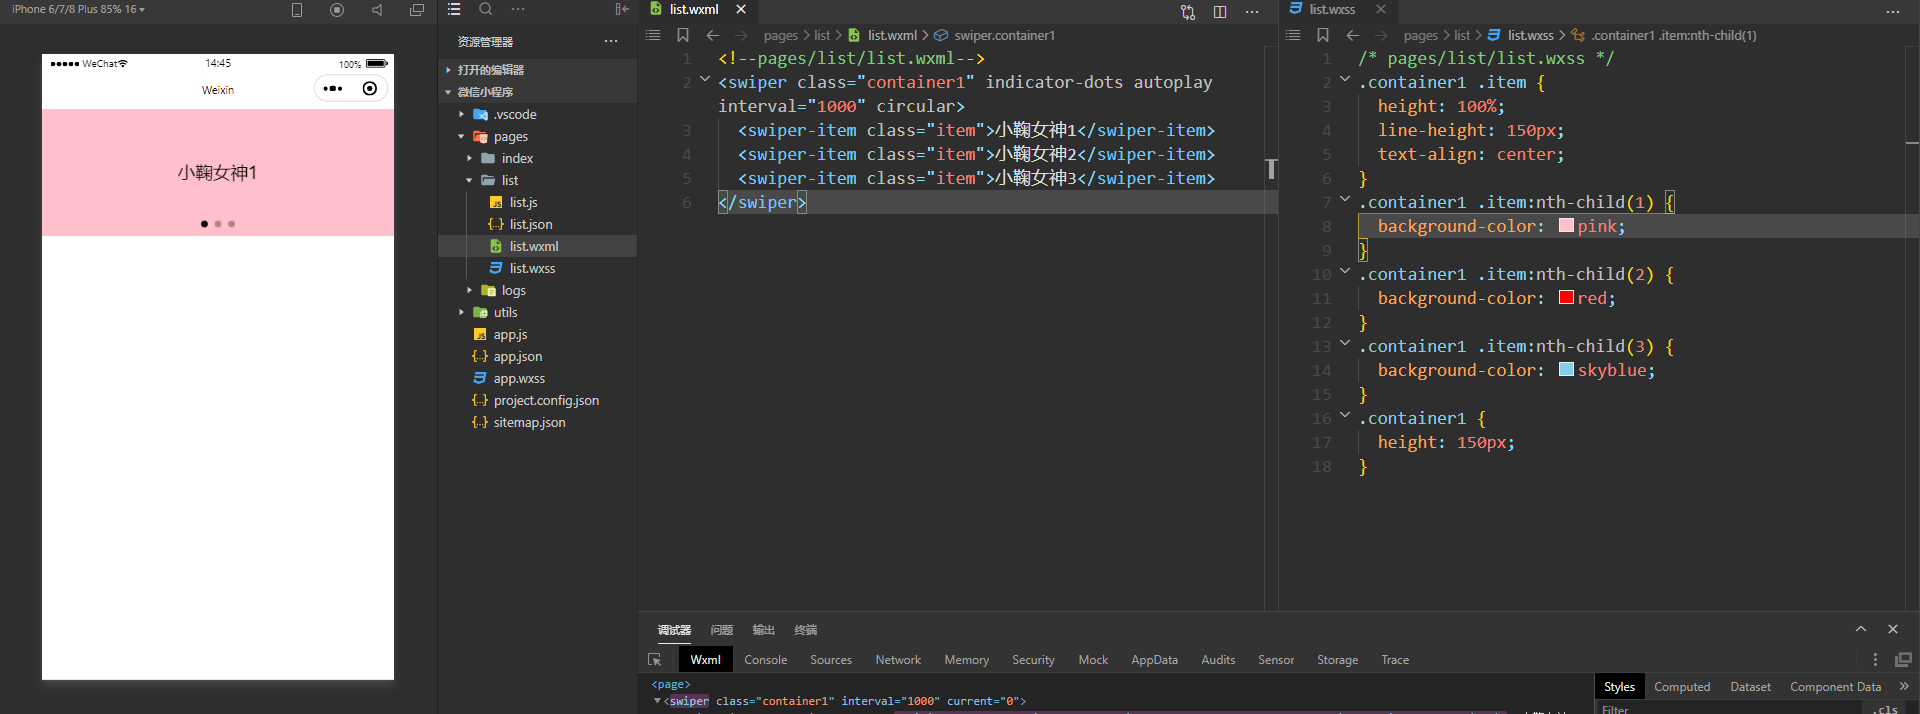 iPhone 6/7/8 Plus 85% 16
WeChat
14:45
100%
Weixin
小鞠女神1
资源管理器
打开的编辑器
微信小程序
.vscode
pages
index
list
list.js
list.json
list.wxml
list.wxss
logs
utils
app.js
app.json
app.wxss
project.config.json
sitemap.json
list.wxml
pages > list > list.wxml > swiper.container1
1 <!--pages/list/list.wxml-->
2 <swiper class="container1" indicator-dots autoplay
interval="1000" circular>
3 <swiper-item class="item">小鞠女神1</swiper-item>
4 <swiper-item class="item">小鞠女神2</swiper-item>
5 <swiper-item class="item">小鞠女神3</swiper-item>
6 </swiper>
list.wxss
pages > list > list.wxss > .container1 .item:nth-child(1)
1 /* pages/list/list.wxss */
2 .container1 .item {
3 height: 100%;
4 line-height: 150px;
5 text-align: center;
6 }
7 .container1 .item:nth-child(1) {
8 background-color: pink;
9 }
10 .container1 .item:nth-child(2) {
11 background-color: red;
12 }
13 .container1 .item:nth-child(3) {
14 background-color: skyblue;
15 }
16 .container1 {
17 height: 150px;
18 }
调试器 问题 输出 终端
Wxml Console Sources Network Memory Security Mock AppData Audits Sensor Storage Trace
<page>
<swiper class="container1" interval="1000" current="0">
Styles Computed Dataset Component Data »
Filter .cls